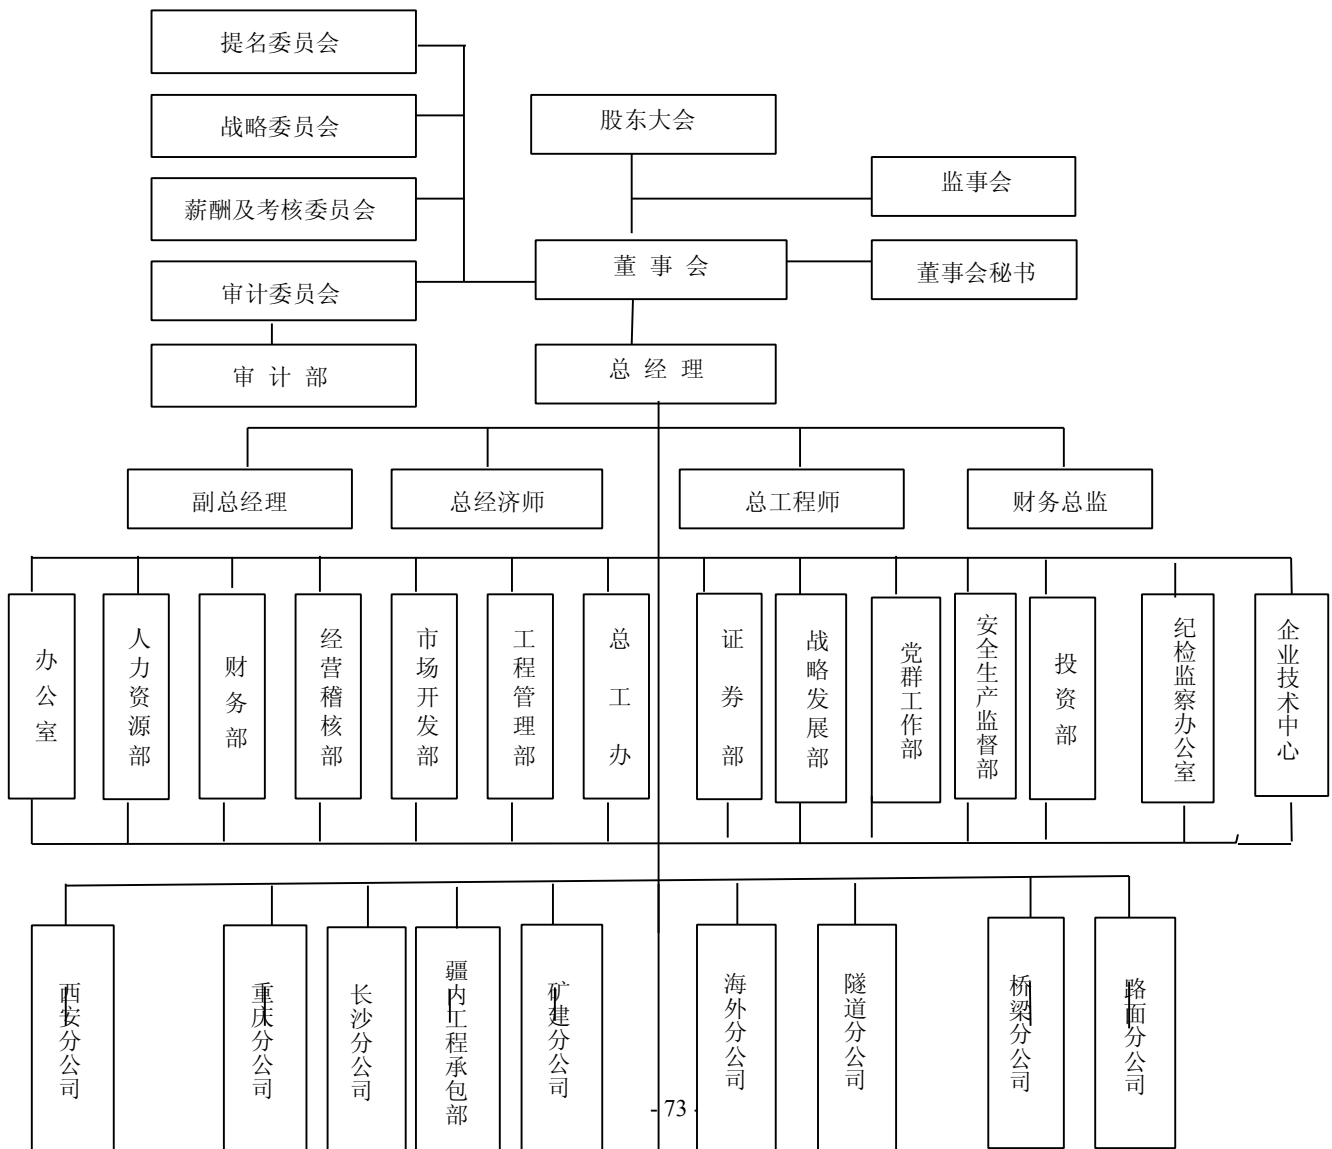 提名委员会
战略委员会
股东大会
监事会
薪酬及考核委员会
董 事 会
董事会秘书
审计委员会
总 经 理
审 计 部
副总经理
总经济师
总工程师
财务总监
办公室
人力资源部
财务部
经营稽核部
市场开发部
工程管理部
总工办
证券部
战略发展部
党群工作部
安全生产监督部
投资部
纪检监察办公室
企业技术中心
西安分公司
重庆分公司
长沙分公司
疆内工程承包部
矿建分公司
海外分公司
隧道分公司
桥梁分公司
路面分公司
- 73 -